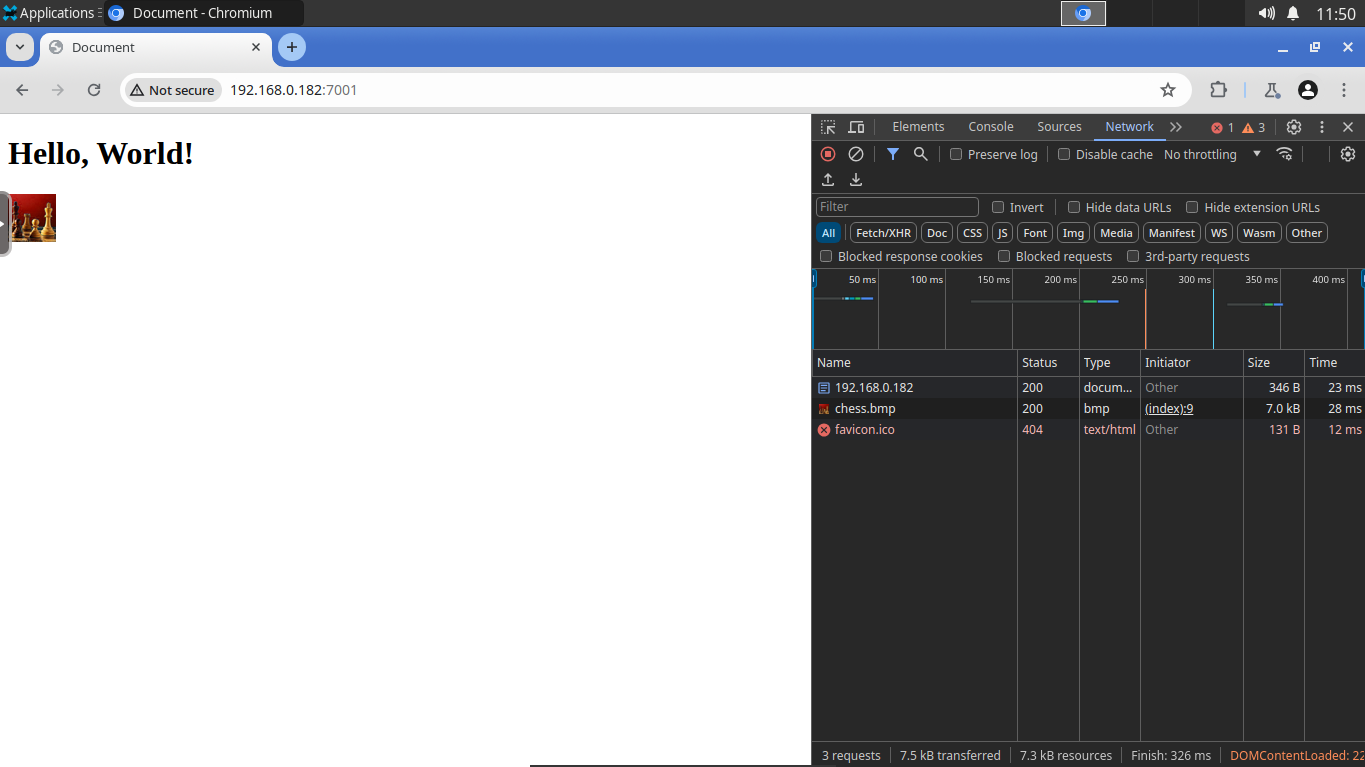 Applications Document - Chromium 11:50
Document
Not secure 192.168.0.182:7001
Hello, World!
Elements Console Sources Network 1 3
Preserve log Disable cache No throttling
Filter Invert Hide data URLs Hide extension URLs
All Fetch/XHR Doc CSS JS Font Img Media Manifest WS Wasm Other
Blocked response cookies Blocked requests 3rd-party requests
50 ms 100 ms 150 ms 200 ms 250 ms 300 ms 350 ms 400 ms
Name Status Type Initiator Size Time
192.168.0.182 200 docum... Other 346 B 23 ms
chess.bmp 200 bmp (index):9 7.0 kB 28 ms
favicon.ico 404 text/html Other 131 B 12 ms
3 requests 7.5 kB transferred 7.3 kB resources Finish: 326 ms DOMContentLoaded: 22